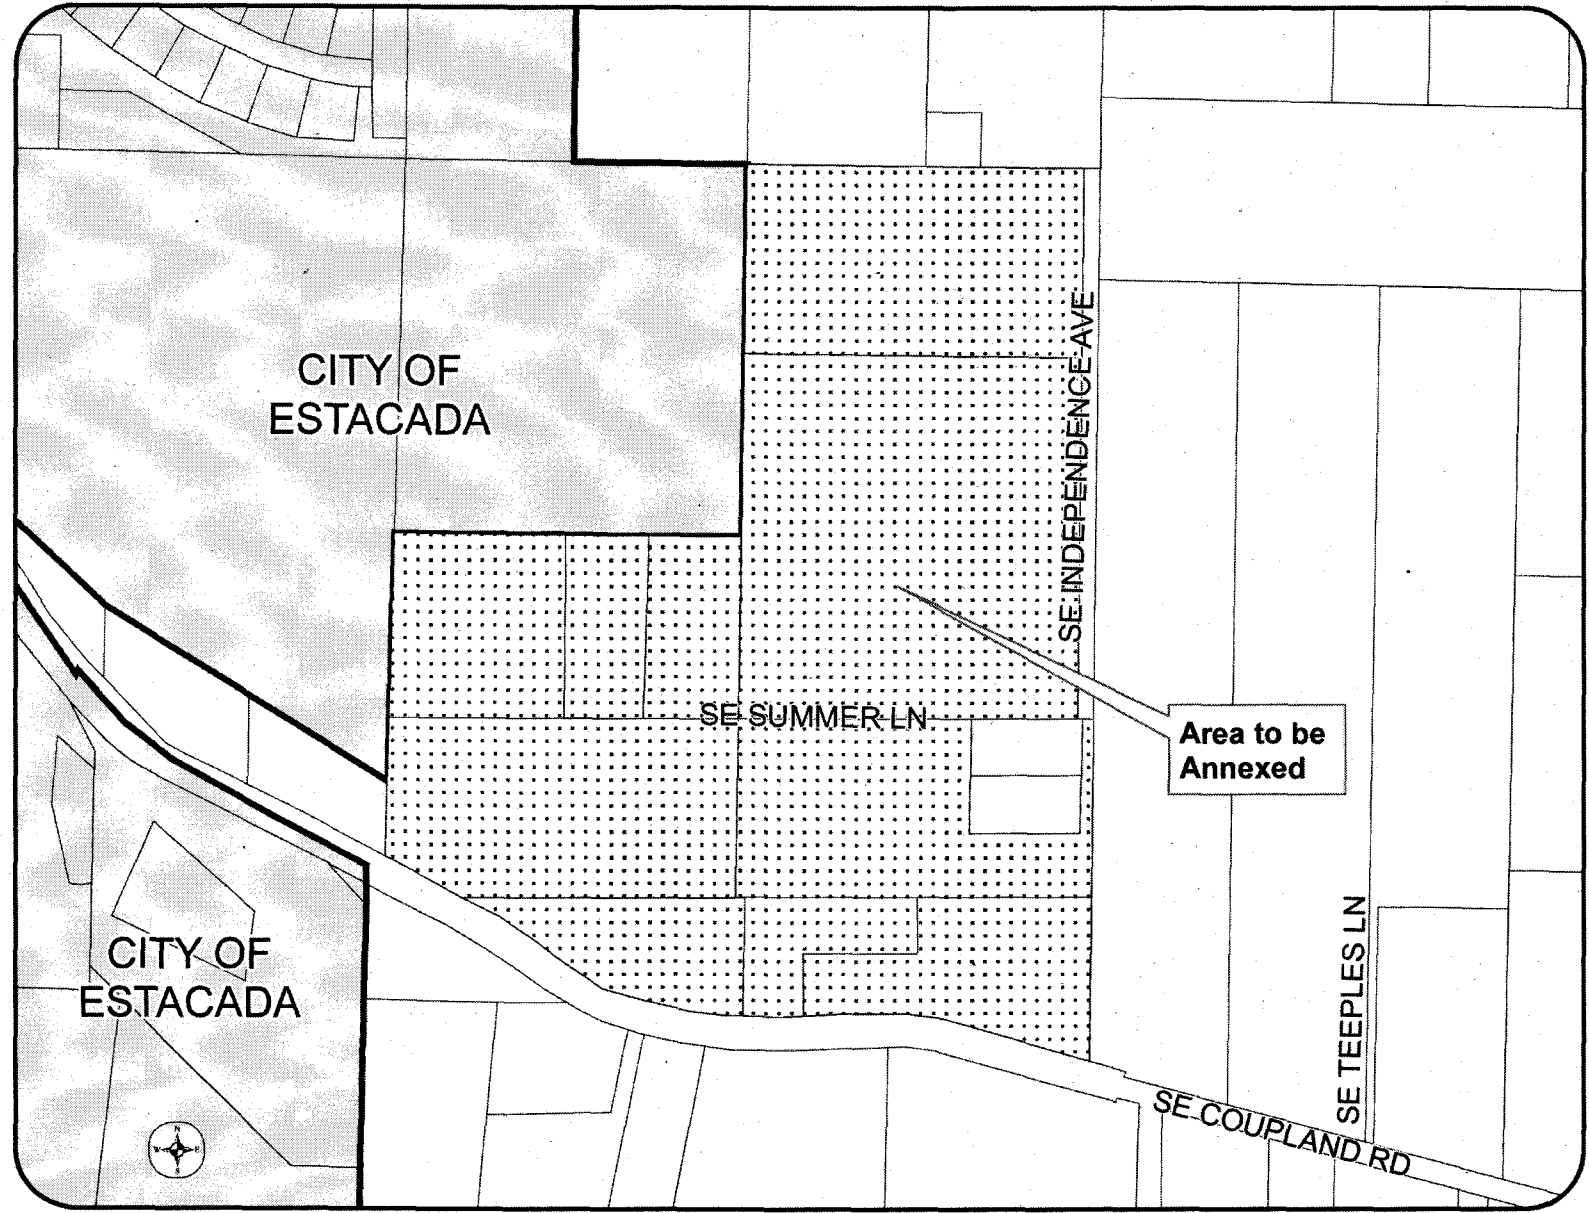 CITY OF
ESTACADA
SE INDEPENDENCE AVE
SE SUMMER LN
Area to be
Annexed
CITY OF
ESTACADA
SE TEEPLES LN
SE COUPLAND RD
N
W
E
S